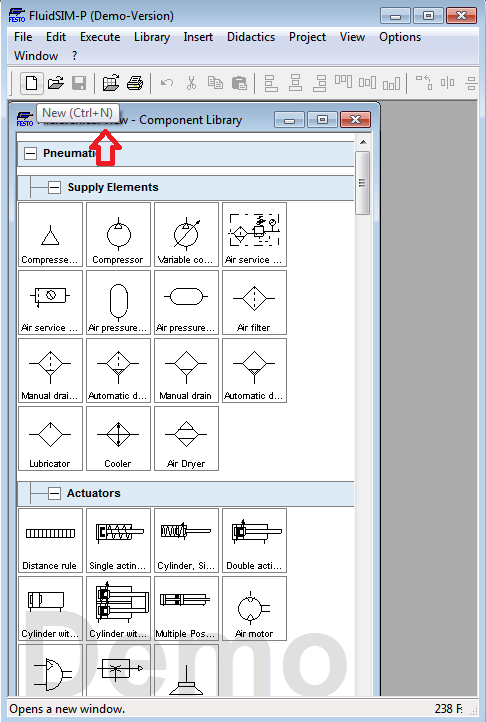 FluidSIM-P (Demo-Version)
FESTO
File Edit Execute Library Insert Didactics Project View Options
Window ?
New (Ctrl+N)
FESTO
- Component Library
Pneumatic
Supply Elements
Compresse... Compressor Variable co... Air service ...
Air service ... Air pressure... Air pressure... Air filter
Manual drai... Automatic d... Manual drain Automatic d...
Lubricator Cooler Air Dryer
Actuators
Distance rule Single actin... Cylinder, Si... Double acti...
Cylinder wit... Cylinder wit... Multiple Pos... Air motor
Demo
Opens a new window. 238 F